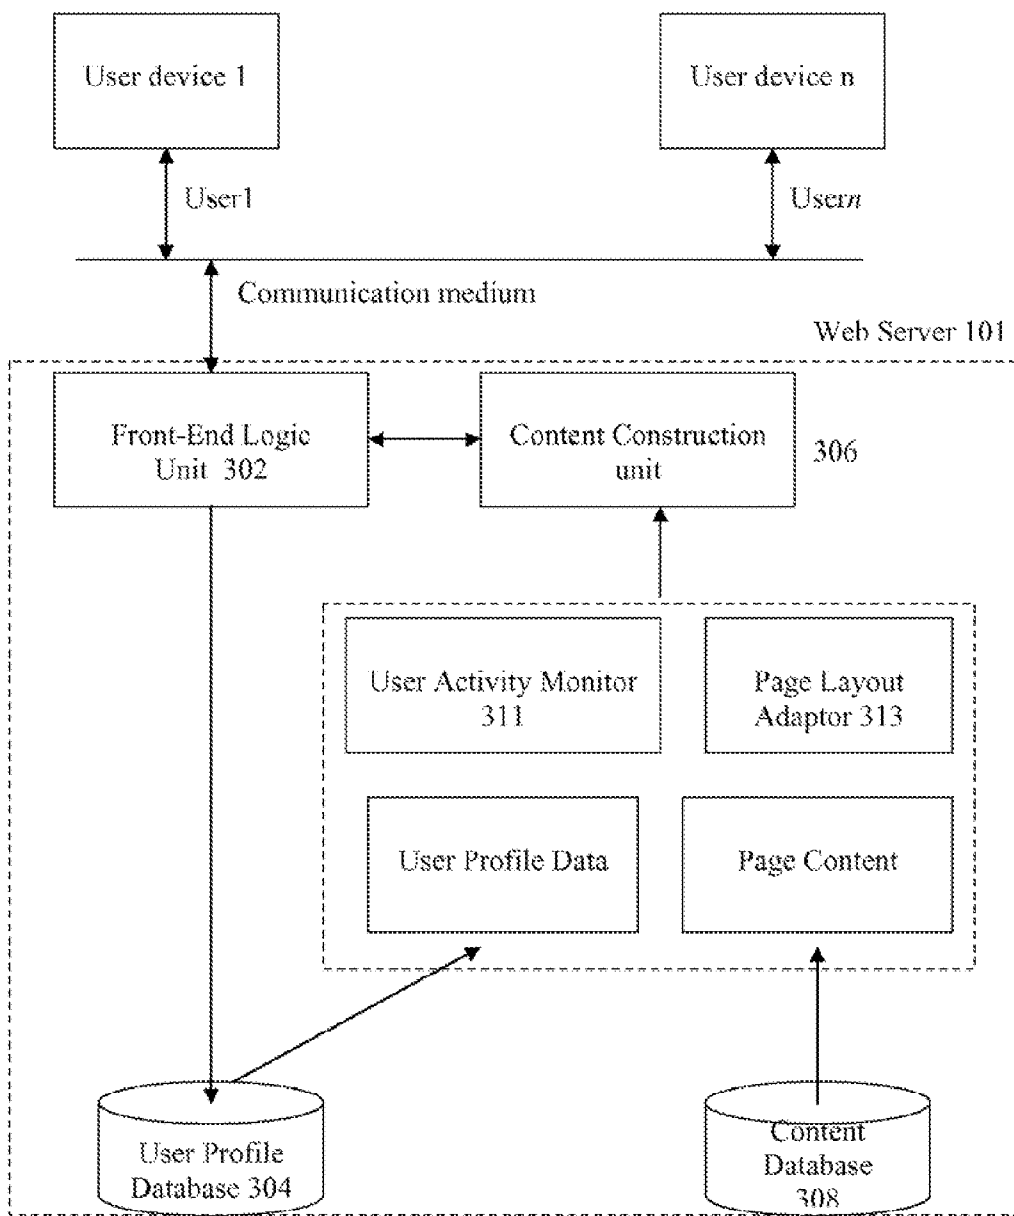 User device 1
User device n
User1
Usern
Communication medium
Web Server 101
Front-End Logic
Unit 302
Content Construction
unit
306
User Activity Monitor
311
Page Layout
Adaptor 313
User Profile Data
Page Content
User Profile
Database 304
Content
Database
308